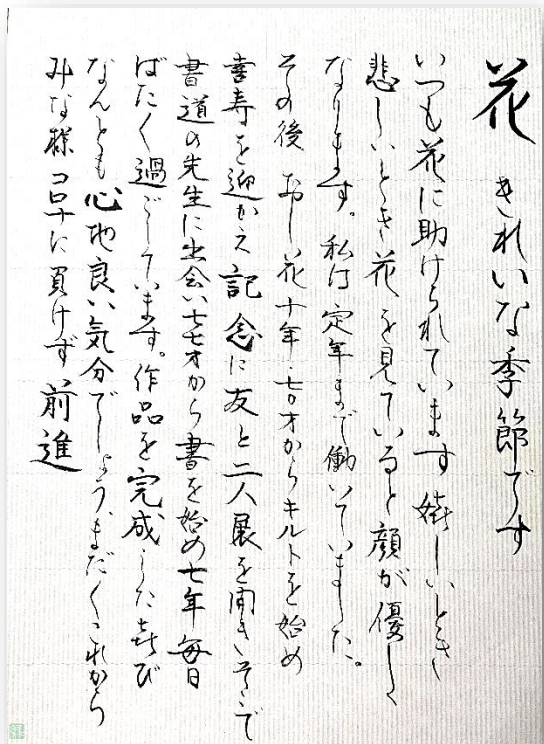 花 きれいな季節です
いつも花に助けられています 嬉しいとき
悲しいとき花を見ていると顔が優しく
なります。私は定年まで働いていました。
その後おし花十年・七〇才からキルトを始め
喜寿を迎かえ記念に友と二人展を開きそこで
書道の先生に出会い七七才から書を始め七年 毎日
ばたく過ごしています。作品を完成した喜び
なんとも心地良い気分でしょう、まだ〱これから
みな様コロナに負けず前進